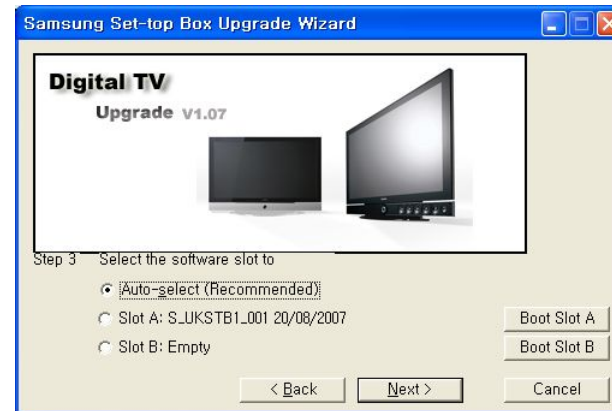 Samsung Set-top Box Upgrade Wizard
Digital TV
Upgrade V1.07
Step 3 Select the software slot to
Auto-select (Recommended)
Slot A: S_UKSTB1_001 20/08/2007 Boot Slot A
Slot B: Empty Boot Slot B
< Back Next > Cancel